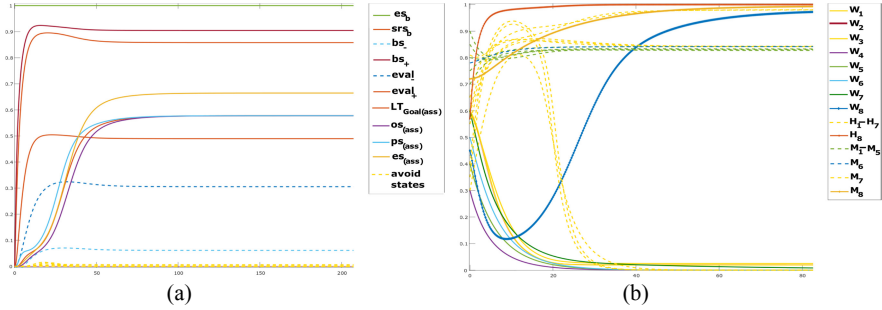 1
0.9
0.8
0.7
0.6
0.5
0.4
0.3
0.2
0.1
0
0 50 100 150 200
es_b
srs_b
bs_-
bs_+
eval_-
eval_+
LT_Goal(ass)
os_(ass)
ps_(ass)
es_(ass)
avoid
states
(a)
1
0.9
0.8
0.7
0.6
0.5
0.4
0.3
0.2
0.1
0
0 20 40 60 80
W_1
W_2
W_3
W_4
W_5
W_6
W_7
W_8
H_1-H_7
H_8
M_1-M_5
M_6
M_7
M_8
(b)